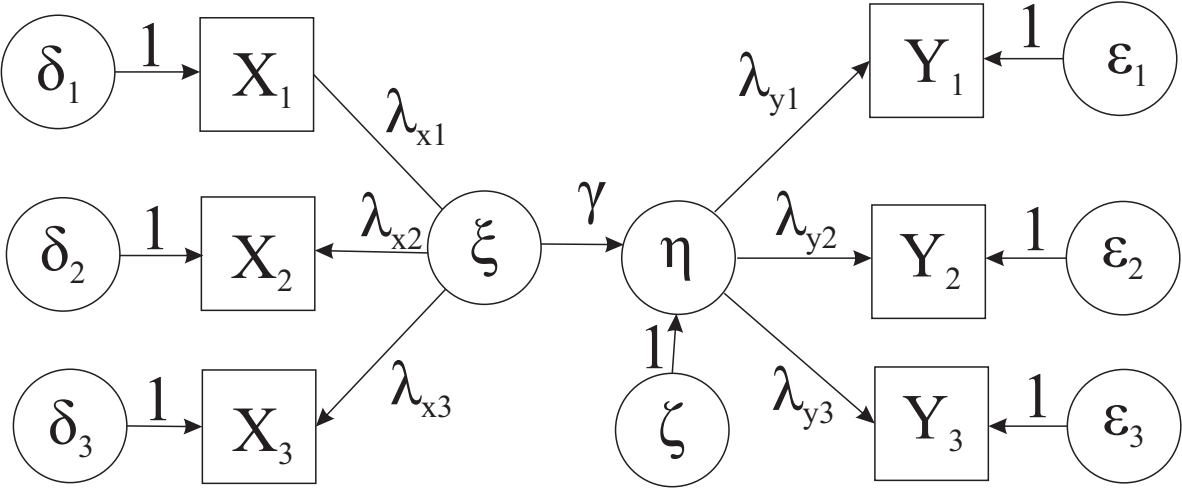 δ₁ 1 X₁ λx1 λy1 Y₁ 1 ε₁
δ₂ 1 X₂ λx2 ξ γ η λy2 Y₂ 1 ε₂
δ₃ 1 X₃ λx3 1 ζ λy3 Y₃ 1 ε₃